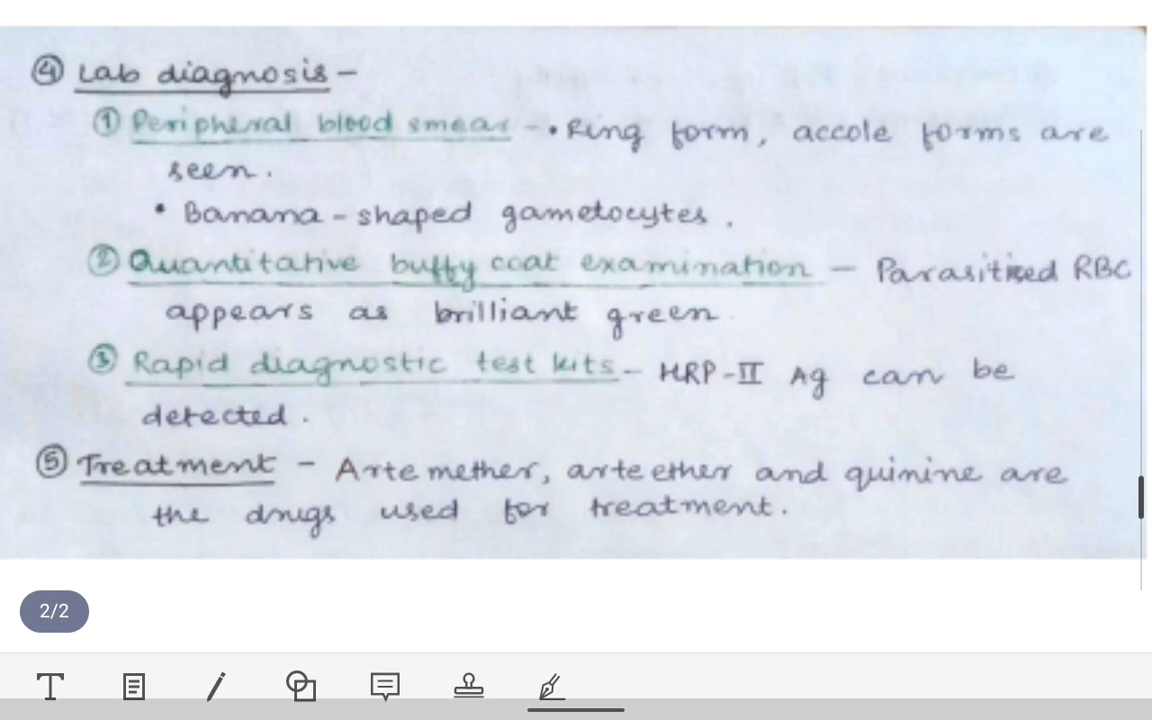 ④ Lab diagnosis -
① Peripheral blood smear - • Ring form, accole forms are
seen.
• Banana - shaped gametocytes.
② Quantitative buffy coat examination - Parasitized RBC
appears as brilliant green
③ Rapid diagnostic test kits - HRP-II Ag can be
detected.
⑤ Treatment - Artemether, arteether and quinine are
the drugs used for treatment.
2/2
T